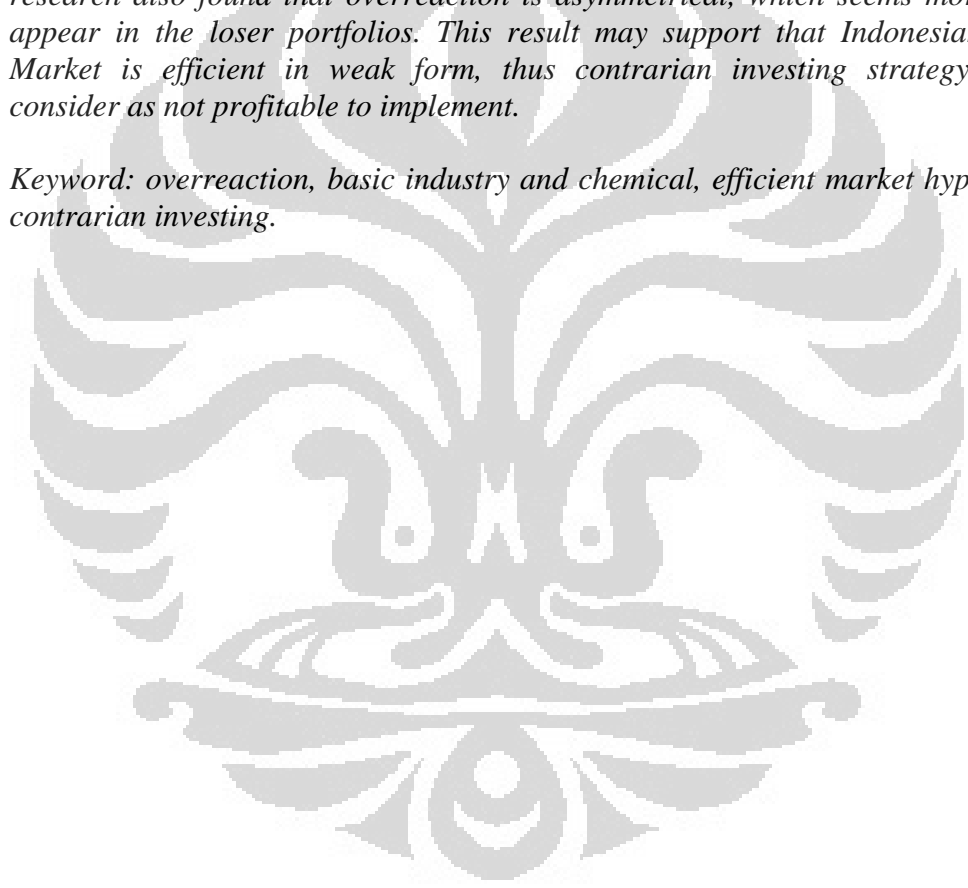 research also found that overreaction is asymmetrical, which seems mor
appear in the loser portfolios. This result may support that Indonesia
Market is efficient in weak form, thus contrarian investing strategy
consider as not profitable to implement.
Keyword: overreaction, basic industry and chemical, efficient market hyp
contrarian investing.